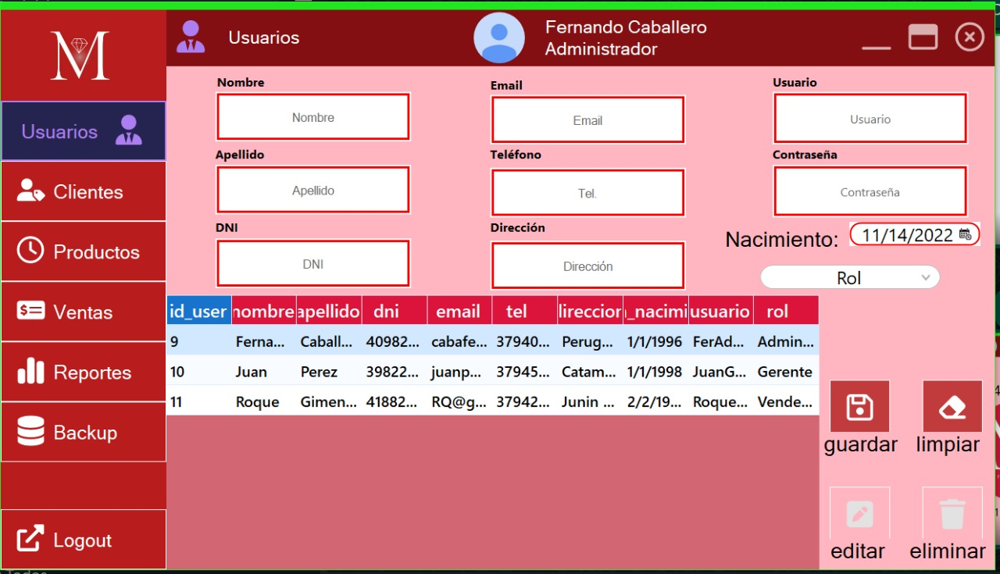 M
Usuarios
Fernando Caballero
Administrador
Usuarios
Clientes
Productos
Ventas
Reportes
Backup
Logout
Nombre
Email
Usuario
Nombre
Email
Usuario
Apellido
Teléfono
Contraseña
Apellido
Tel.
Contraseña
DNI
Dirección
Nacimiento: 11/14/2022
DNI
Dirección
Rol
id_user nombre apellido dni email tel direccion _nacimi usuario rol
9 Ferna... Caball... 40982... cabafe... 37940... Perug... 1/1/1996 FerAd... Admin...
10 Juan Perez 39822... juanp... 37945... Catam... 1/1/1998 JuanG... Gerente
11 Roque Gimen... 41882... RQ@g... 37942... Junin ... 2/2/19... Roque... Vende...
guardar limpiar
editar eliminar